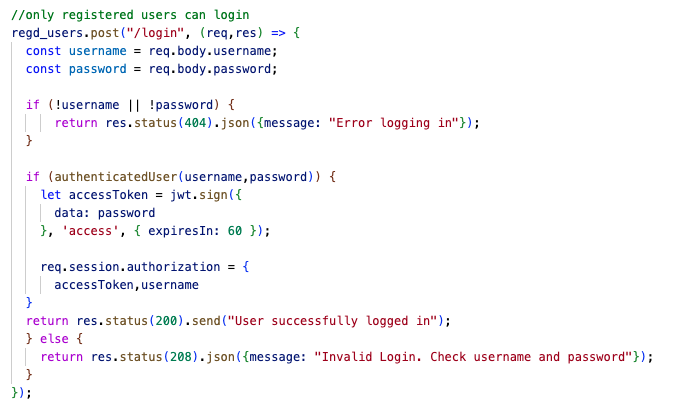 //only registered users can login
regd_users.post("/login", (req,res) => {
const username = req.body.username;
const password = req.body.password;
if (!username || !password) {
return res.status(404).json({message: "Error logging in"});
}
if (authenticatedUser(username,password)) {
let accessToken = jwt.sign({
data: password
}, 'access', { expiresIn: 60 });
req.session.authorization = {
accessToken,username
}
return res.status(200).send("User successfully logged in");
} else {
return res.status(208).json({message: "Invalid Login. Check username and password"});
}
});